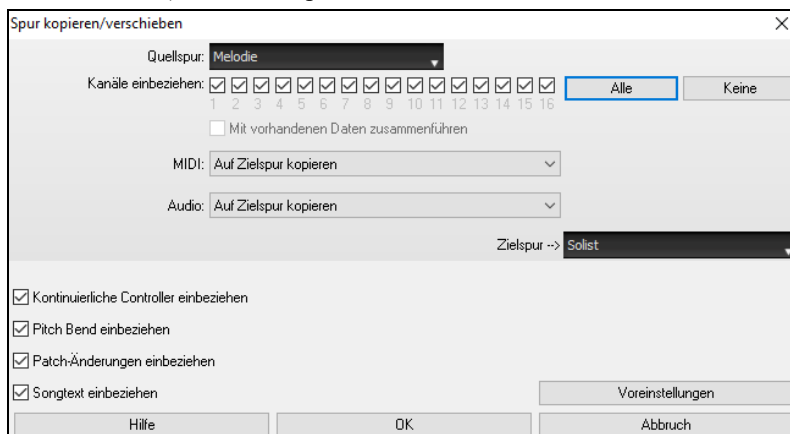 Spur kopieren/verschieben
Quellspur: Melodie
Kanäle einbeziehen: Alle Keine
1 2 3 4 5 6 7 8 9 10 11 12 13 14 15 16
Mit vorhandenen Daten zusammenführen
MIDI: Auf Zielspur kopieren
Audio: Auf Zielspur kopieren
Zielspur --> Solist
Kontinuierliche Controller einbeziehen
Pitch Bend einbeziehen
Patch-Änderungen einbeziehen
Songtext einbeziehen Voreinstellungen
Hilfe OK Abbruch